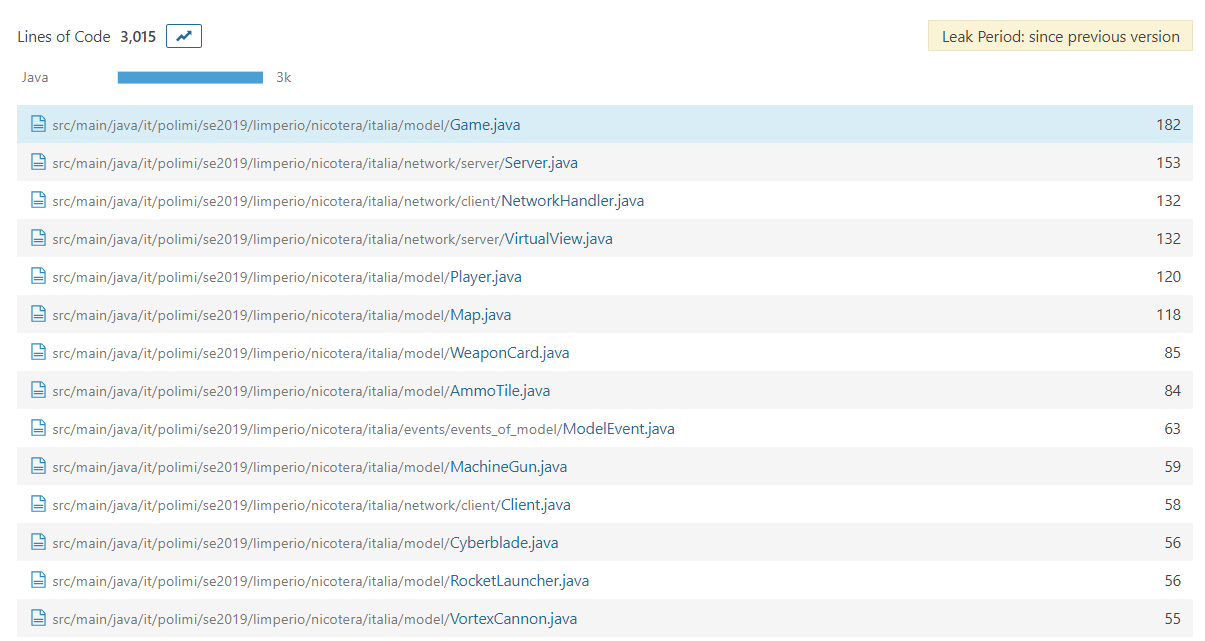 Lines of Code 3,015 Leak Period: since previous version
Java 3k
src/main/java/it/polimi/se2019/limperio/nicotera/italia/model/Game.java 182
src/main/java/it/polimi/se2019/limperio/nicotera/italia/network/server/Server.java 153
src/main/java/it/polimi/se2019/limperio/nicotera/italia/network/client/NetworkHandler.java 132
src/main/java/it/polimi/se2019/limperio/nicotera/italia/network/server/VirtualView.java 132
src/main/java/it/polimi/se2019/limperio/nicotera/italia/model/Player.java 120
src/main/java/it/polimi/se2019/limperio/nicotera/italia/model/Map.java 118
src/main/java/it/polimi/se2019/limperio/nicotera/italia/model/WeaponCard.java 85
src/main/java/it/polimi/se2019/limperio/nicotera/italia/model/AmmoTile.java 84
src/main/java/it/polimi/se2019/limperio/nicotera/italia/events/events_of_model/ModelEvent.java 63
src/main/java/it/polimi/se2019/limperio/nicotera/italia/model/MachineGun.java 59
src/main/java/it/polimi/se2019/limperio/nicotera/italia/network/client/Client.java 58
src/main/java/it/polimi/se2019/limperio/nicotera/italia/model/Cyberblade.java 56
src/main/java/it/polimi/se2019/limperio/nicotera/italia/model/RocketLauncher.java 56
src/main/java/it/polimi/se2019/limperio/nicotera/italia/model/VortexCannon.java 55